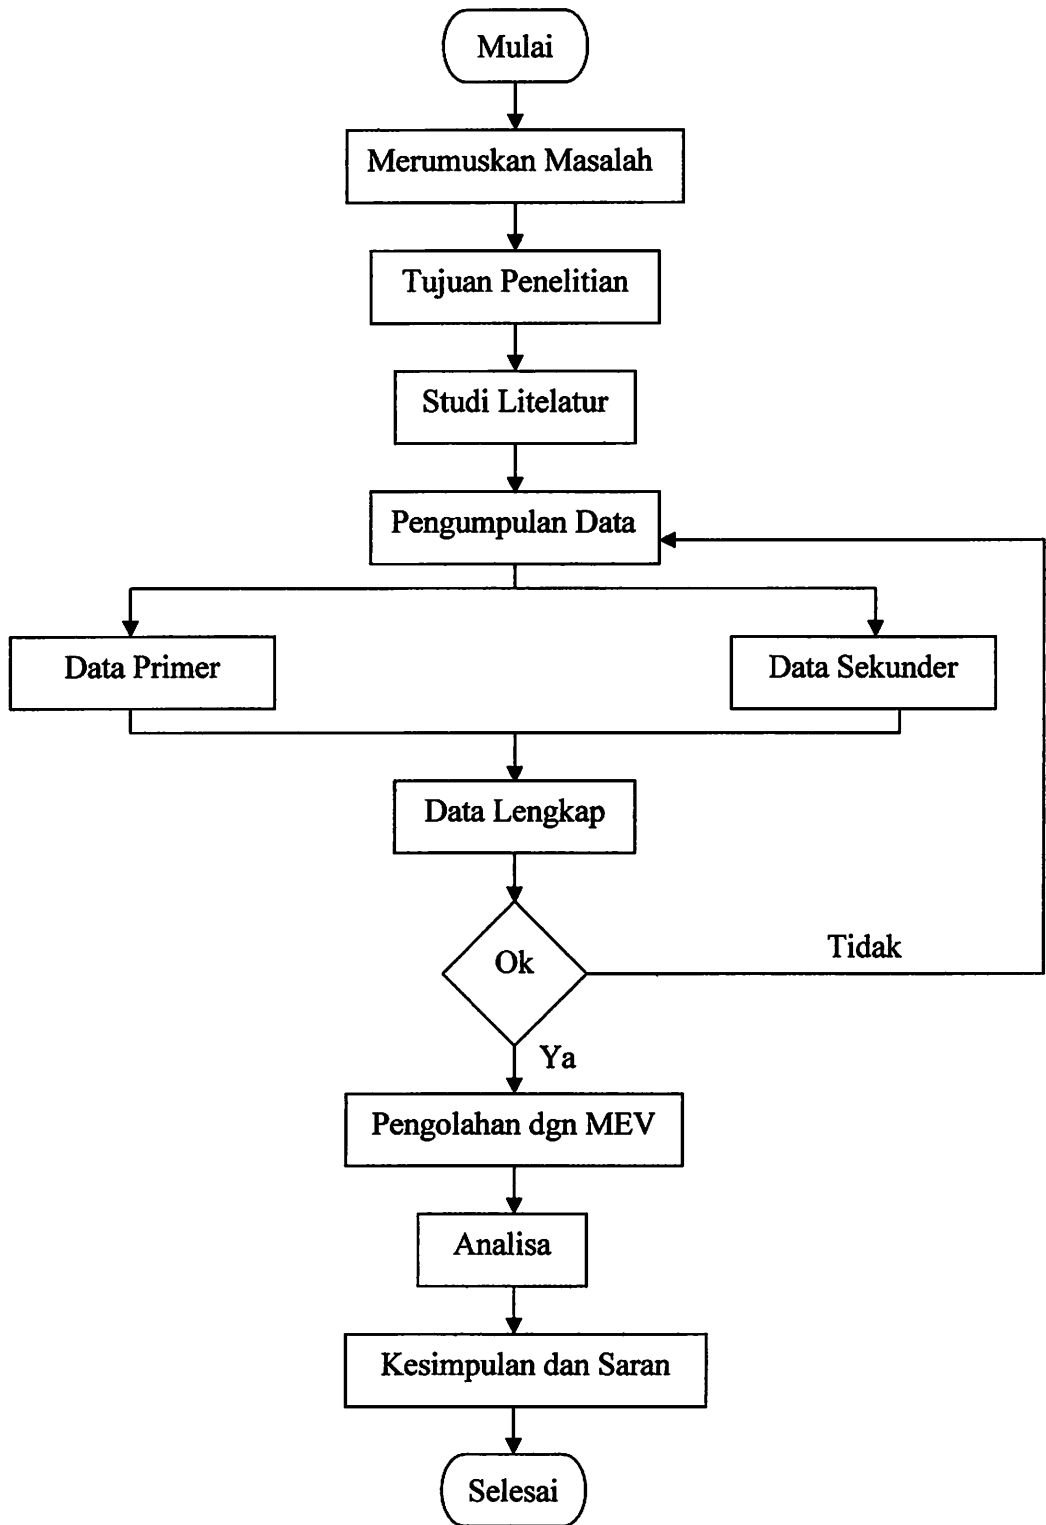 Mulai
Merumuskan Masalah
Tujuan Penelitian
Studi Litelatur
Pengumpulan Data
Data Primer
Data Sekunder
Data Lengkap
Ok
Tidak
Ya
Pengolahan dgn MEV
Analisa
Kesimpulan dan Saran
Selesai